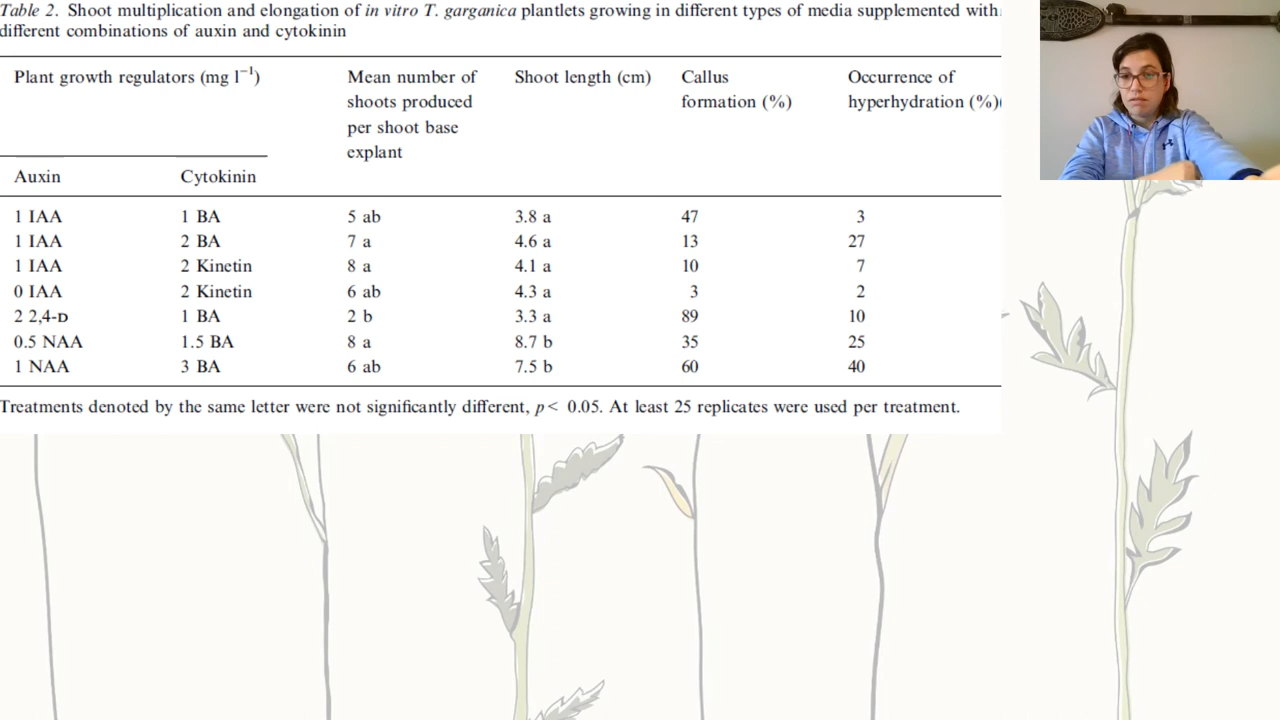 Table 2. Shoot multiplication and elongation of in vitro T. garganica plantlets growing in different types of media supplemented with
different combinations of auxin and cytokinin
Plant growth regulators (mg l⁻¹) Mean number of shoots produced per shoot base explant Shoot length (cm) Callus formation (%) Occurrence of hyperhydration (%)
Auxin Cytokinin
1 IAA 1 BA 5 ab 3.8 a 47 3
1 IAA 2 BA 7 a 4.6 a 13 27
1 IAA 2 Kinetin 8 a 4.1 a 10 7
0 IAA 2 Kinetin 6 ab 4.3 a 3 2
2 2,4-D 1 BA 2 b 3.3 a 89 10
0.5 NAA 1.5 BA 8 a 8.7 b 35 25
1 NAA 3 BA 6 ab 7.5 b 60 40
Treatments denoted by the same letter were not significantly different, p < 0.05. At least 25 replicates were used per treatment.